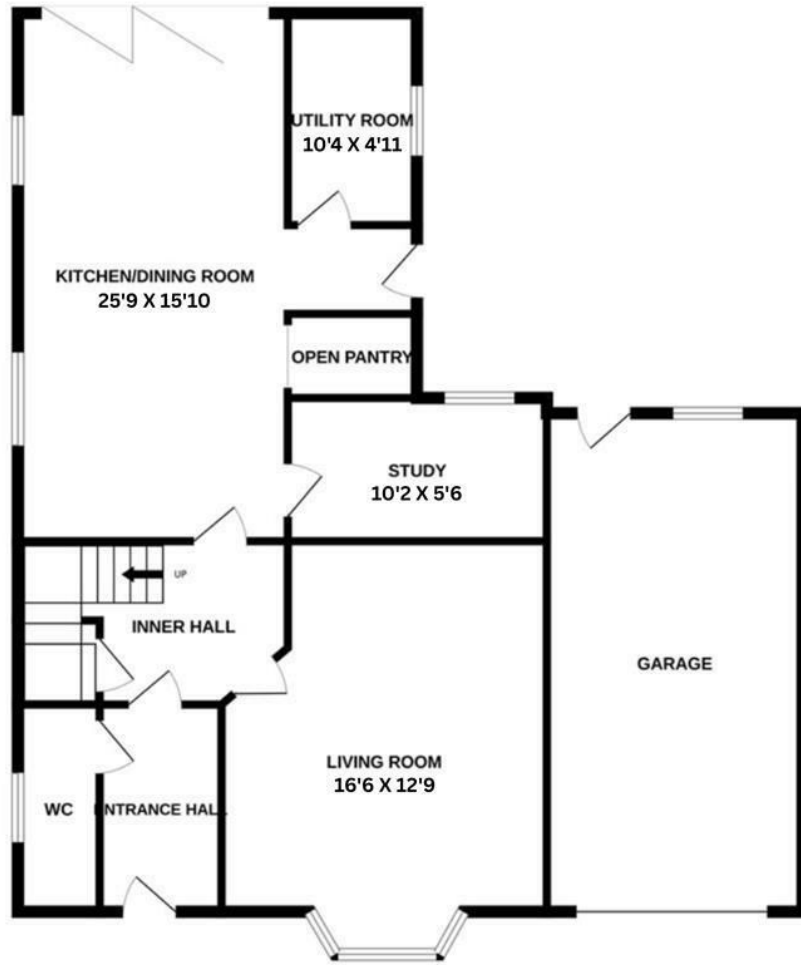 UTILITY ROOM
10'4 X 4'11
KITCHEN/DINING ROOM
25'9 X 15'10
OPEN PANTRY
STUDY
10'2 X 5'6
UP
INNER HALL
GARAGE
LIVING ROOM
16'6 X 12'9
WC
ENTRANCE HALL